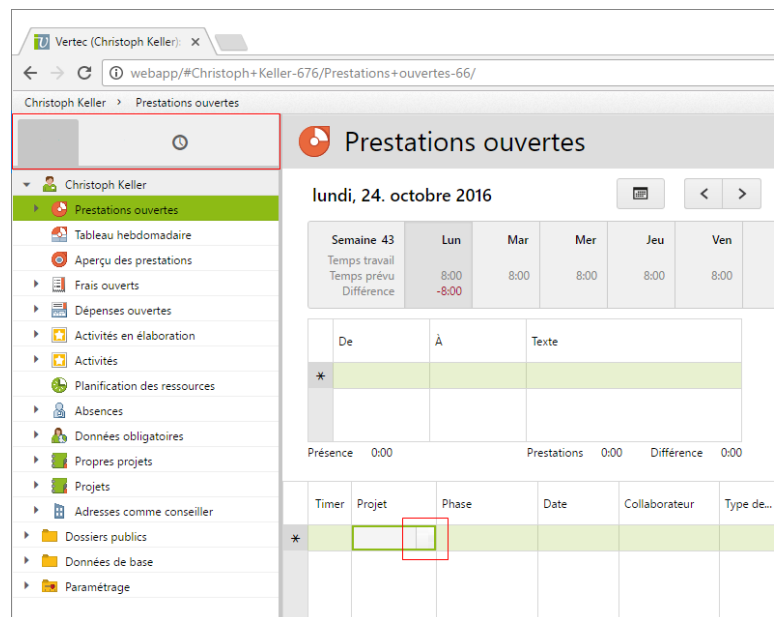 Vertec (Christoph Keller):
webapp/#Christoph+Keller-676/Prestations+ouvertes-66/
Christoph Keller > Prestations ouvertes
Prestations ouvertes
Christoph Keller
Prestations ouvertes
Tableau hebdomadaire
Aperçu des prestations
Frais ouverts
Dépenses ouvertes
Activités en élaboration
Activités
Planification des ressources
Absences
Données obligatoires
Propres projets
Projets
Adresses comme conseiller
Dossiers publics
Données de base
Paramétrage
lundi, 24. octobre 2016
Semaine 43 Lun Mar Mer Jeu Ven
Temps travail
Temps prévu 8:00 8:00 8:00 8:00 8:00
Différence -8:00
De À Texte
*
Présence 0:00 Prestations 0:00 Différence 0:00
Timer Projet Phase Date Collaborateur Type de...
*